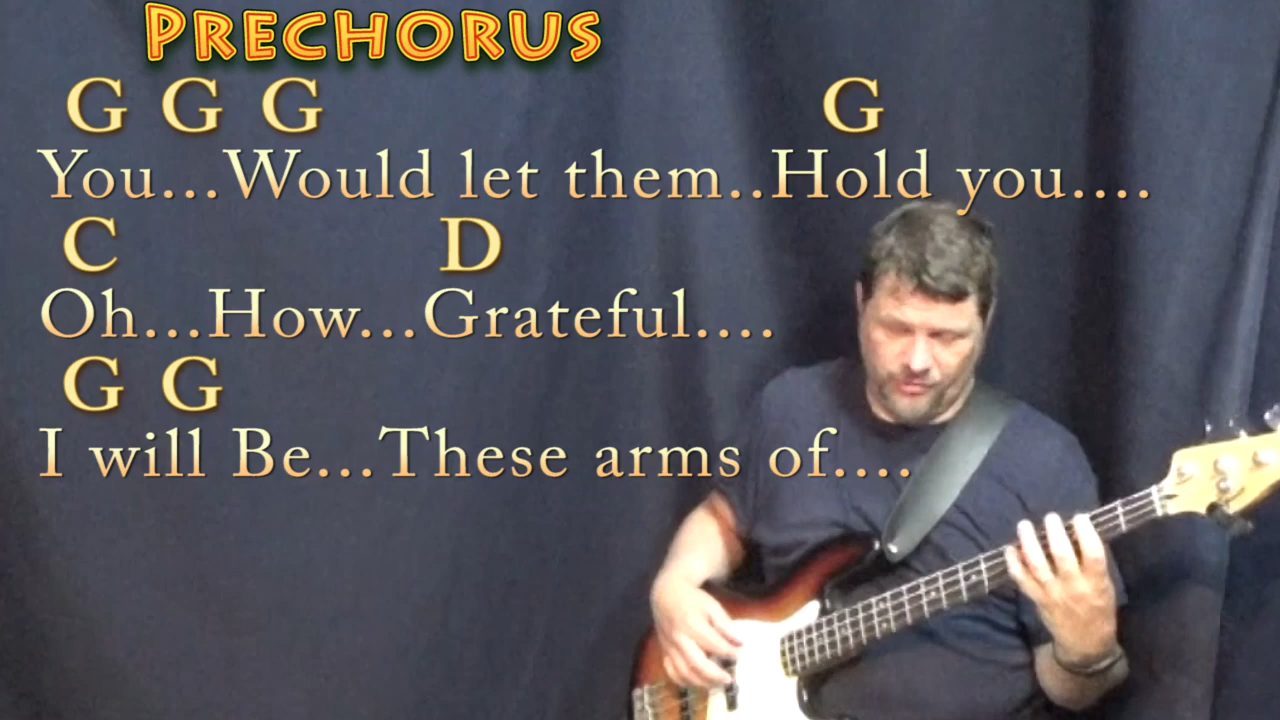 PRECHORUS
G G G G
You...Would let them..Hold you....
C D
Oh...How...Grateful....
G G
I will Be...These arms of....